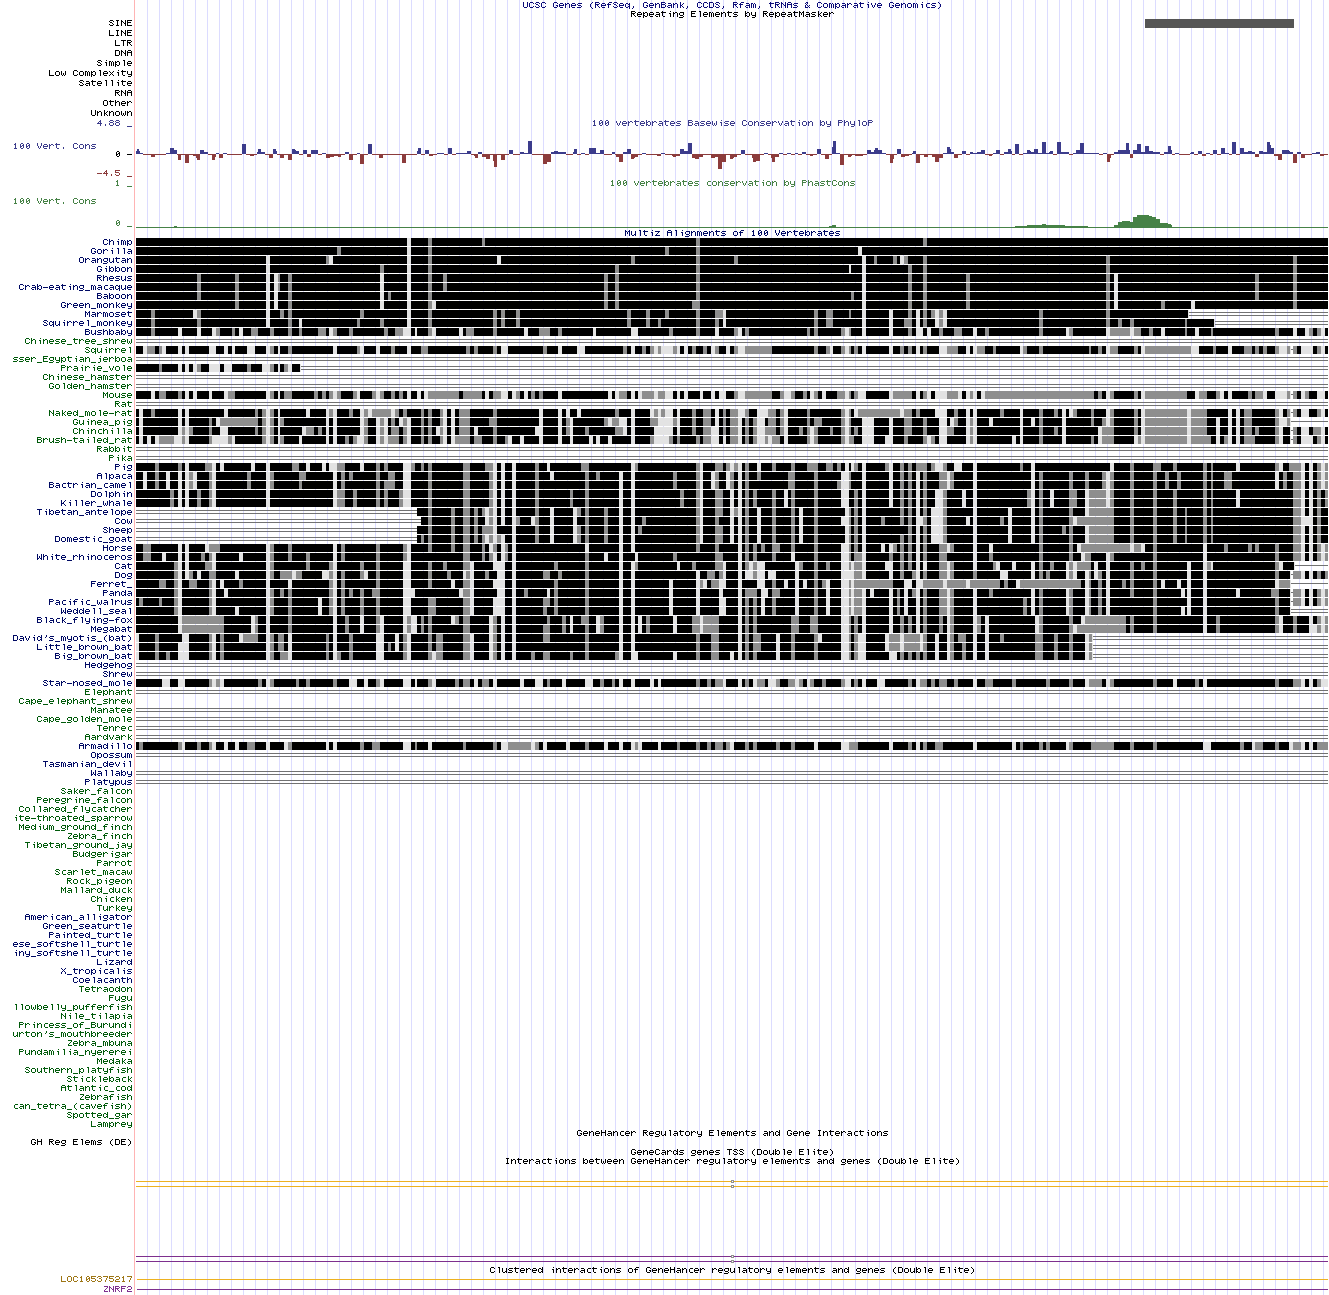 UCSC Genes (RefSeq, GenBank, CCDS, Rfam, tRNAs & Comparative Genomics)
Repeating Elements by RepeatMasker
SINE
LINE
LTR
DNA
Simple
Low Complexity
Satellite
RNA
Other
Unknown
4.88 _
100 vertebrates Basewise Conservation by PhyloP
100 Vert. Cons
0 _
-4.5 _
100 vertebrates conservation by PhastCons
1 _
100 Vert. Cons
0 _
Multiz Alignments of 100 Vertebrates
Chimp
Gorilla
Orangutan
Gibbon
Rhesus
Crab-eating_macaque
Baboon
Green_monkey
Marmoset
Squirrel_monkey
Bushbaby
Chinese_tree_shrew
Squirrel
sser_Egyptian_jerboa
Prairie_vole
Chinese_hamster
Golden_hamster
Mouse
Rat
Naked_mole-rat
Guinea_pig
Chinchilla
Brush-tailed_rat
Rabbit
Pika
Pig
Alpaca
Bactrian_camel
Dolphin
Killer_whale
Tibetan_antelope
Cow
Sheep
Domestic_goat
Horse
White_rhinoceros
Cat
Dog
Ferret_
Panda
Pacific_walrus
Weddell_seal
Black_flying-fox
Megabat
David's_myotis_(bat)
Little_brown_bat
Big_brown_bat
Hedgehog
Shrew
Star-nosed_mole
Elephant
Cape_elephant_shrew
Manatee
Cape_golden_mole
Tenrec
Aardvark
Armadillo
Opossum
Tasmanian_devil
Wallaby
Platypus
Saker_falcon
Peregrine_falcon
Collared_flycatcher
ite-throated_sparrow
Medium_ground_finch
Zebra_finch
Tibetan_ground_jay
Budgerigar
Parrot
Scarlet_macaw
Rock_pigeon
Mallard_duck
Chicken
Turkey
American_alligator
Green_seaturtle
Painted_turtle
ese_softshell_turtle
iny_softshell_turtle
Lizard
X_tropicalis
Coelacanth
Tetraodon
Fugu
llowbelly_pufferfish
Nile_tilapia
Princess_of_Burundi
urton's_mouthbreeder
Zebra_mbuna
Pundamilia_nyererei
Medaka
Southern_platyfish
Stickleback
Atlantic_cod
Zebrafish
can_tetra_(cavefish)
Spotted_gar
Lamprey
GeneHancer Regulatory Elements and Gene Interactions
GH Reg Elems (DE)
GeneCards genes TSS (Double Elite)
Interactions between GeneHancer regulatory elements and genes (Double Elite)
Clustered interactions of GeneHancer regulatory elements and genes (Double Elite)
LOC105375217
ZNRF2